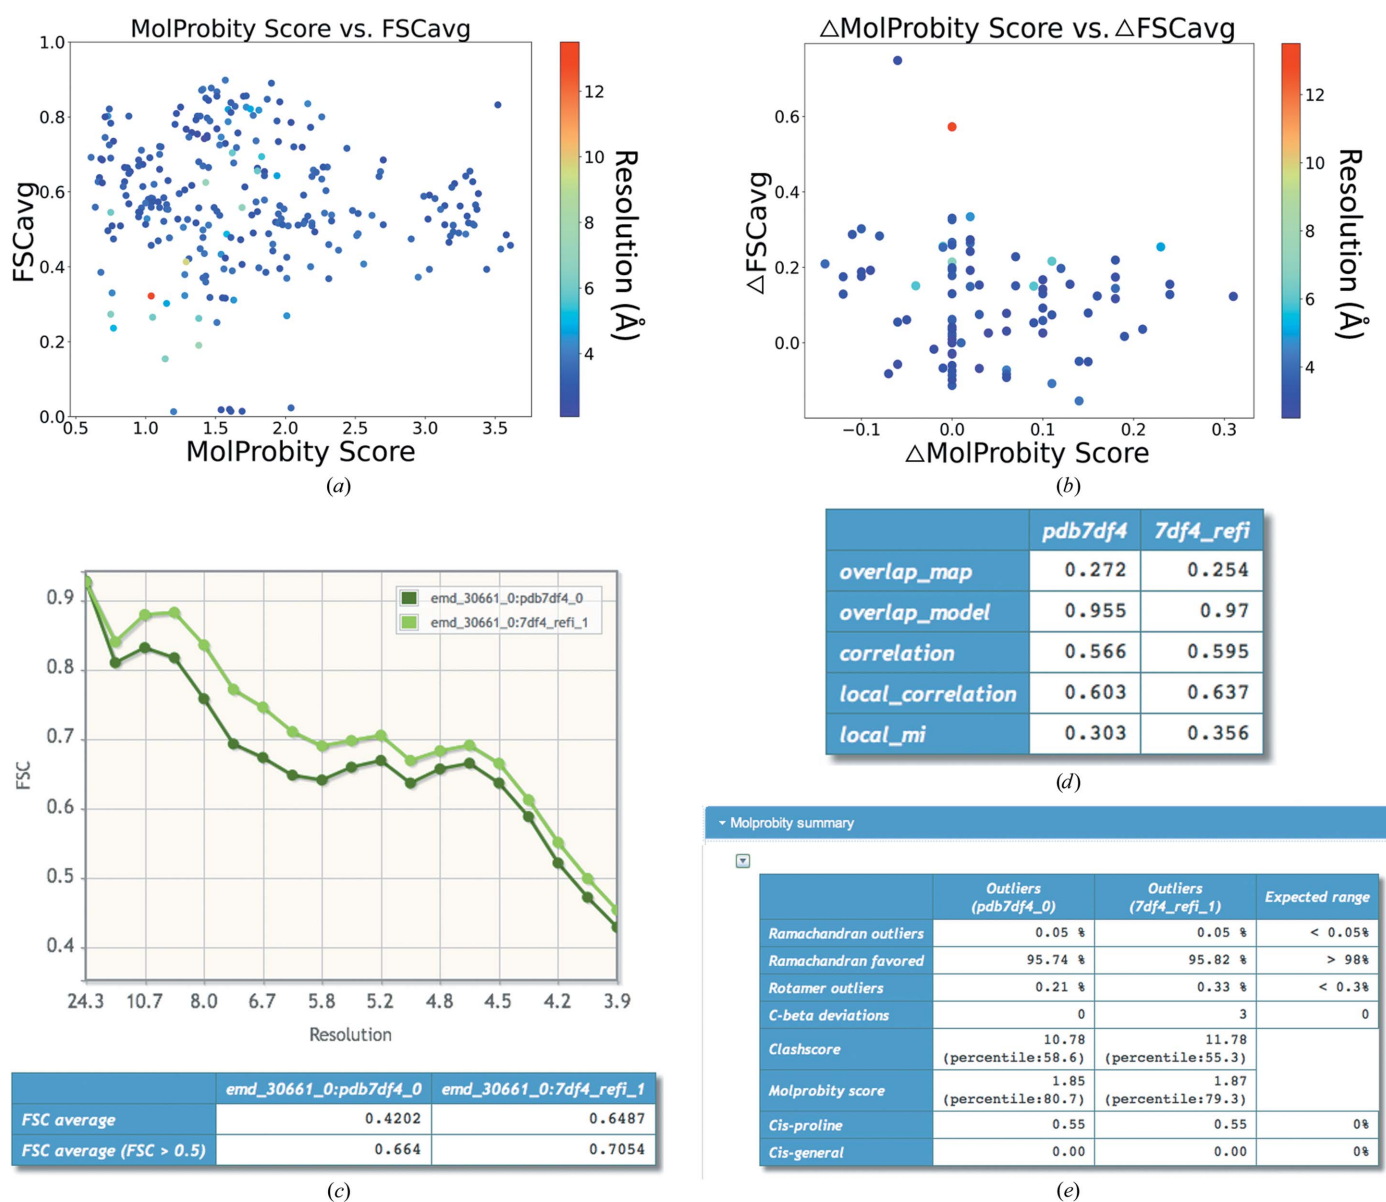 MolProbity Score vs. FSCavg
1.0
0.8
0.6
0.4
0.2
0.0
FSCavg
0.5 1.0 1.5 2.0 2.5 3.0 3.5
MolProbity Score
12
10
8
6
4
Resolution (Å)
(a)
△MolProbity Score vs. △FSCavg
0.6
0.4
0.2
0.0
△FSCavg
−0.1 0.0 0.1 0.2 0.3
△MolProbity Score
12
10
8
6
4
Resolution (Å)
(b)
emd_30661_0:pdb7df4_0
emd_30661_0:7df4_refi_1
0.9
0.8
0.7
0.6
0.5
0.4
FSC
24.3 10.7 8.0 6.7 5.8 5.2 4.8 4.5 4.2 3.9
Resolution
emd_30661_0:pdb7df4_0 emd_30661_0:7df4_refi_1
FSC average 0.4202 0.6487
FSC average (FSC > 0.5) 0.664 0.7054
(c)
pdb7df4 7df4_refi
overlap_map 0.272 0.254
overlap_model 0.955 0.97
correlation 0.566 0.595
local_correlation 0.603 0.637
local_mi 0.303 0.356
(d)
Molprobity summary
Outliers (pdb7df4_0) Outliers (7df4_refi_1) Expected range
Ramachandran outliers 0.05 % 0.05 % < 0.05%
Ramachandran favored 95.74 % 95.82 % > 98%
Rotamer outliers 0.21 % 0.33 % < 0.3%
C-beta deviations 0 3 0
Clashscore 10.78 (percentile:58.6) 11.78 (percentile:55.3)
Molprobity score 1.85 (percentile:80.7) 1.87 (percentile:79.3)
Cis-proline 0.55 0.55 0%
Cis-general 0.00 0.00 0%
(e)